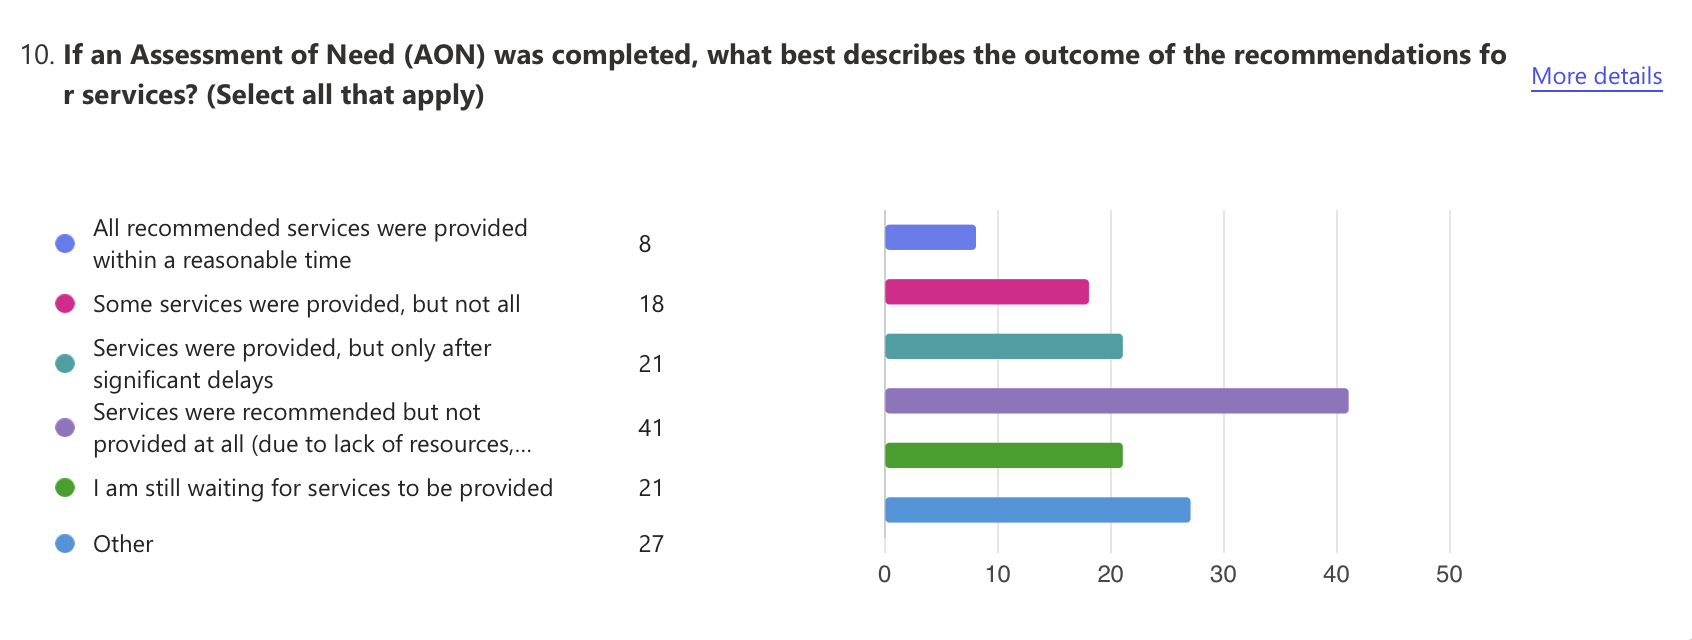 10. If an Assessment of Need (AON) was completed, what best describes the outcome of the recommendations fo
r services? (Select all that apply)
More details
All recommended services were provided
within a reasonable time
8
Some services were provided, but not all
18
Services were provided, but only after
significant delays
21
Services were recommended but not
provided at all (due to lack of resources,...
41
I am still waiting for services to be provided
21
Other
27
0 10 20 30 40 50